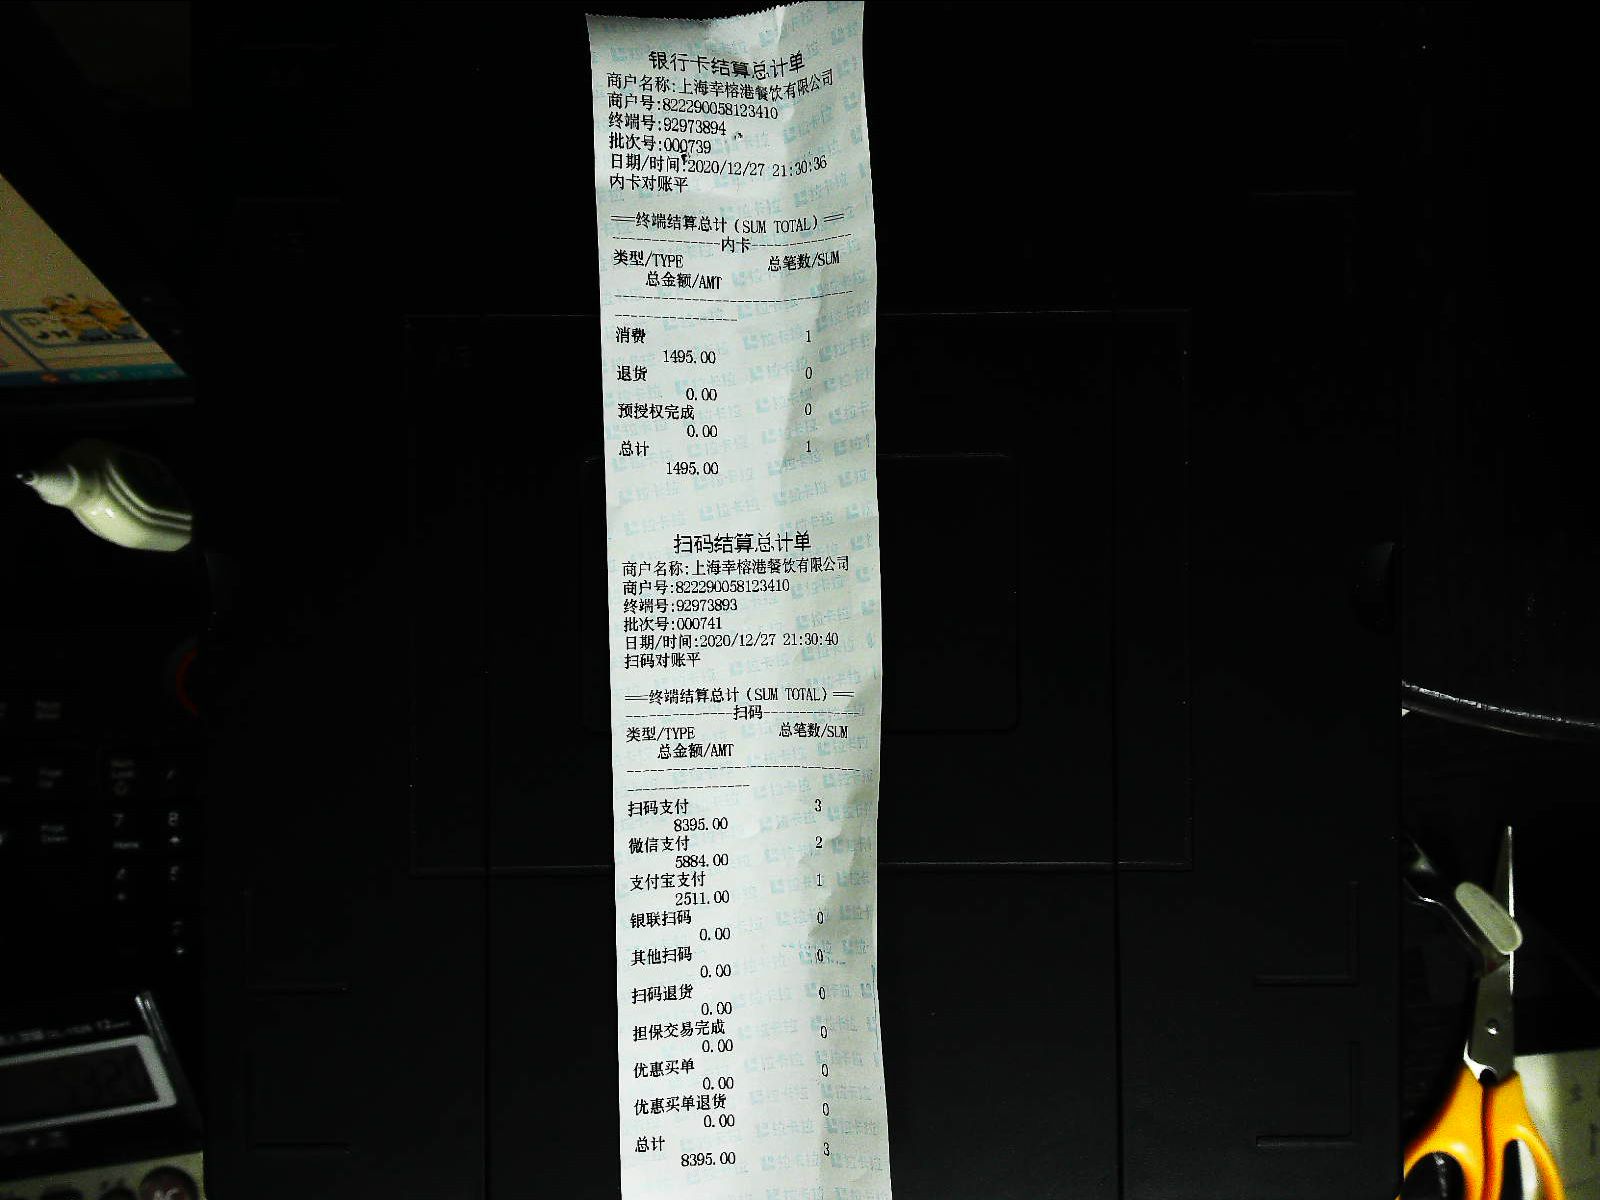 银行卡结算总计单
商户名称:上海幸榕港餐饮有限公司
商户号:822290058123410
终端号:92973894
批次号:000739
日期/时间:2020/12/27 21:30:36
内卡对账平
==终端结算总计(SUM TOTAL)==
----------------内卡---------------
类型/TYPE 总笔数/SUM
总金额/AMT
消费 1
1495.00
退货 0
0.00
预授权完成 0
0.00
总计 1
1495.00
扫码结算总计单
商户名称:上海幸榕港餐饮有限公司
商户号:822290058123410
终端号:92973893
批次号:000741
日期/时间:2020/12/27 21:30:40
扫码对账平
==终端结算总计(SUM TOTAL)==
----------------扫码---------------
类型/TYPE 总笔数/SUM
总金额/AMT
扫码支付 3
8395.00
微信支付 2
5884.00
支付宝支付 1
2511.00
银联扫码 0
0.00
其他扫码 0
0.00
扫码退货 0
0.00
担保交易完成 0
0.00
优惠买单 0
0.00
优惠买单退货 0
0.00
总计 3
8395.00